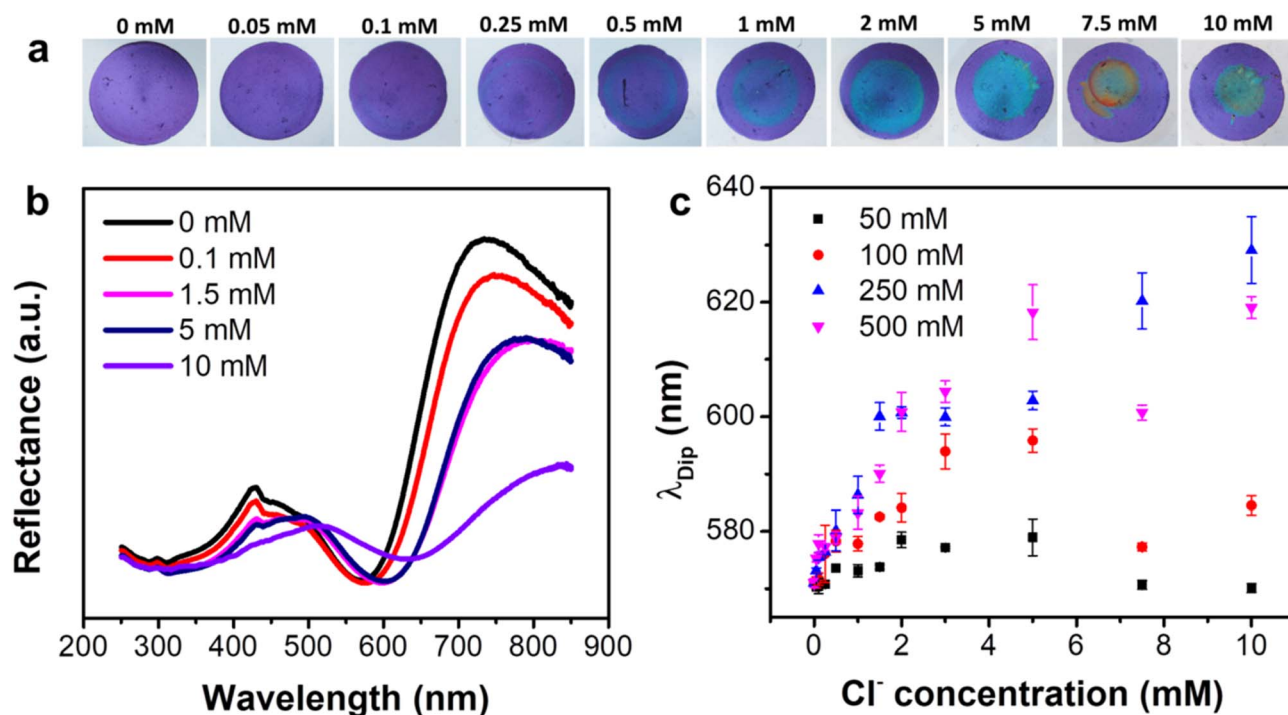 0 mM 0.05 mM 0.1 mM 0.25 mM 0.5 mM 1 mM 2 mM 5 mM 7.5 mM 10 mM
a
b
0 mM
0.1 mM
1.5 mM
5 mM
10 mM
Reflectance (a.u.)
200 300 400 500 600 700 800 900
Wavelength (nm)
c
50 mM
100 mM
250 mM
500 mM
640
620
600
580
λDip (nm)
0 2 4 6 8 10
Cl- concentration (mM)